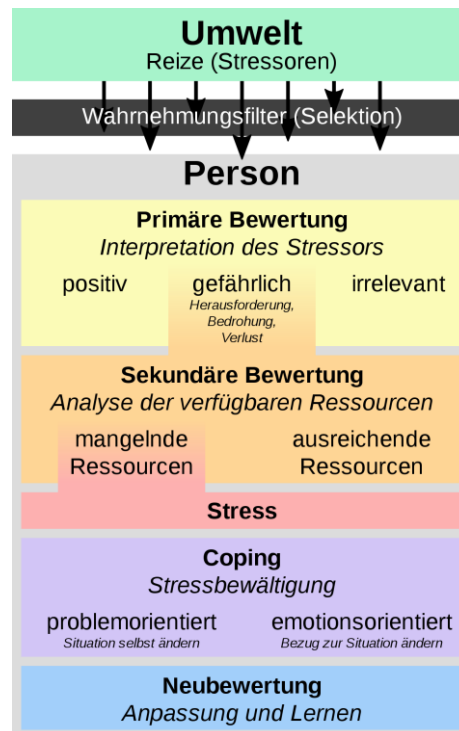 Umwelt
Reize (Stressoren)
Wahrnehmungsfilter (Selektion)
Person
Primäre Bewertung
Interpretation des Stressors
positiv gefährlich irrelevant
Herausforderung,
Bedrohung,
Verlust
Sekundäre Bewertung
Analyse der verfügbaren Ressourcen
mangelnde ausreichende
Ressourcen Ressourcen
Stress
Coping
Stressbewältigung
problemorientiert emotionsorientiert
Situation selbst ändern Bezug zur Situation ändern
Neubewertung
Anpassung und Lernen